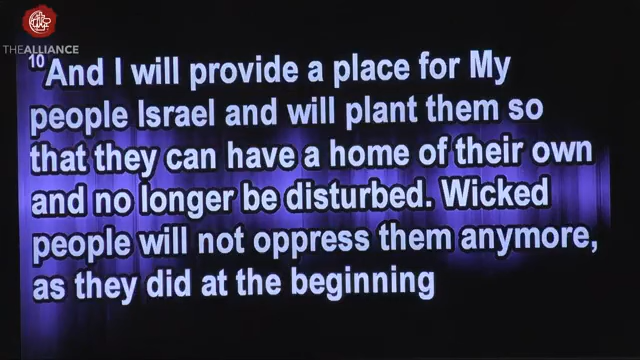 THEALLIANCE
10 And I will provide a place for My
people Israel and will plant them so
that they can have a home of their own
and no longer be disturbed. Wicked
people will not oppress them anymore,
as they did at the beginning